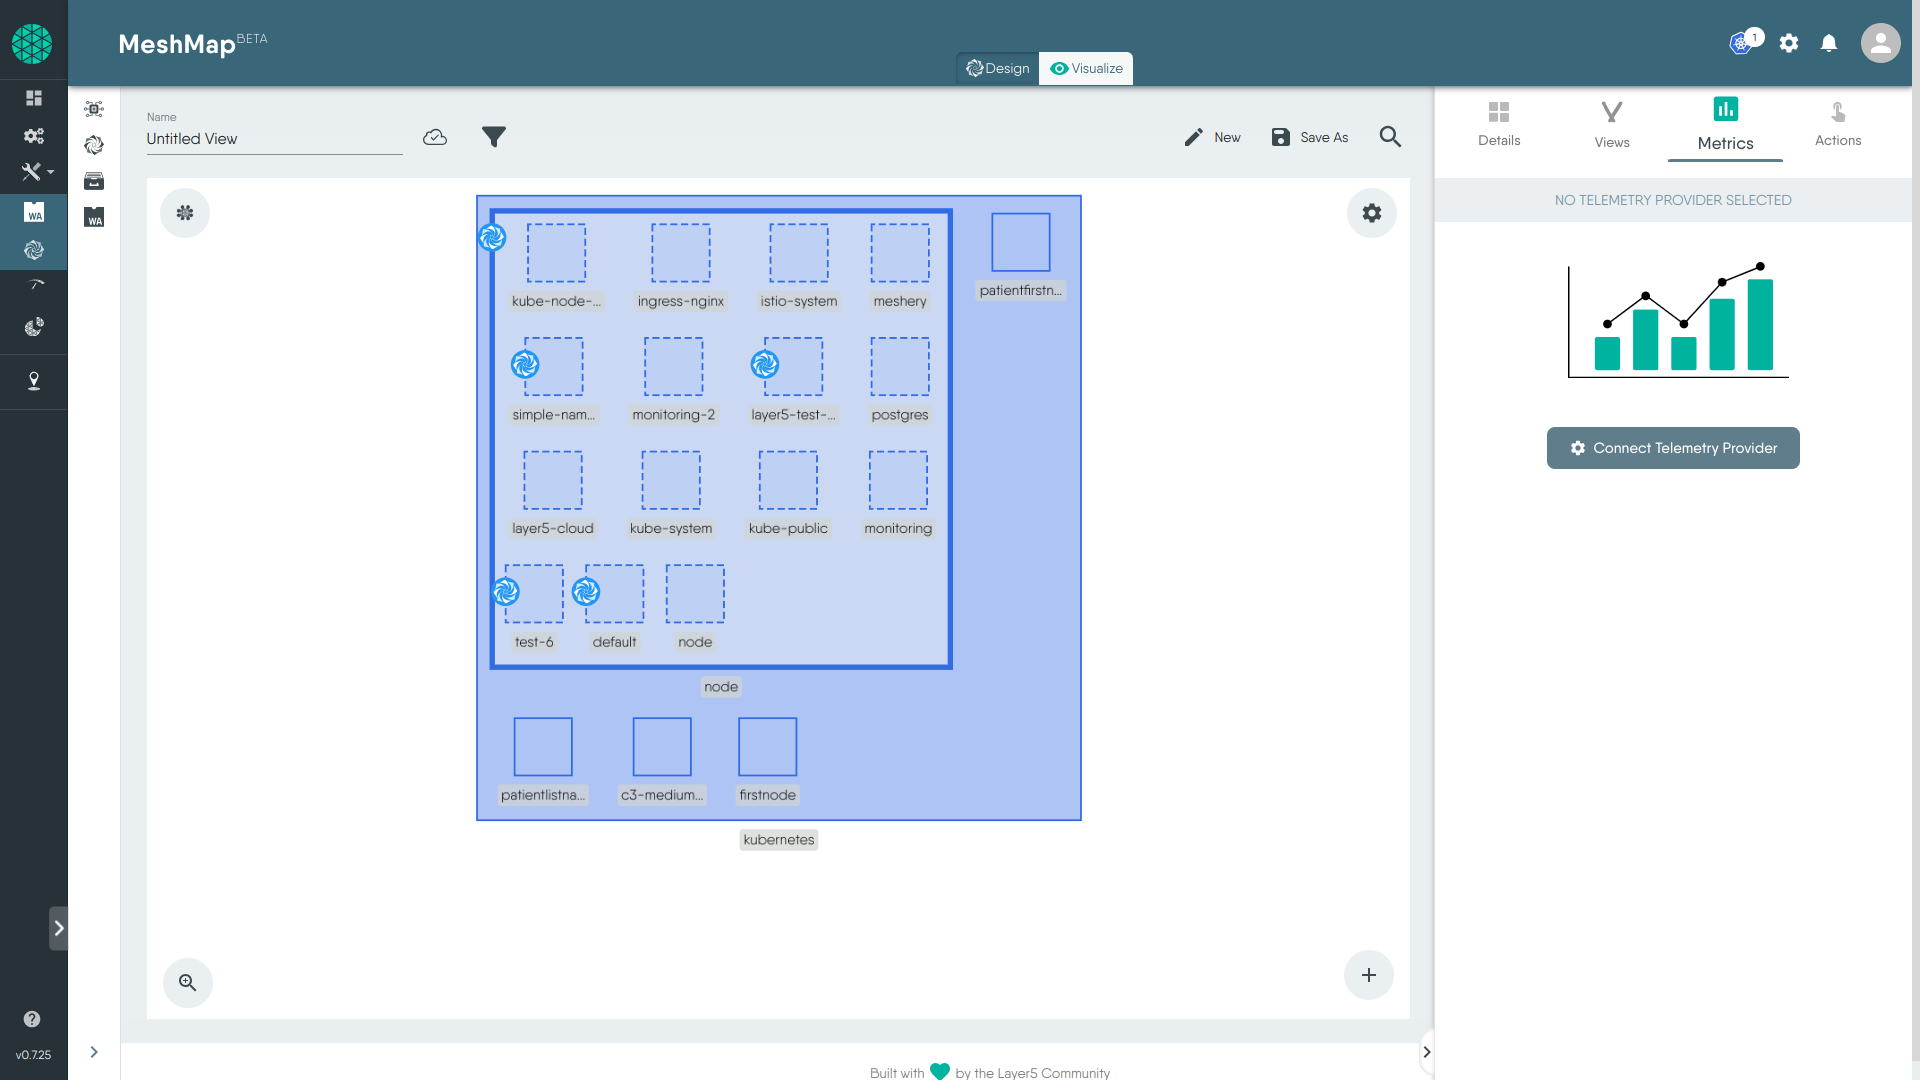 MeshMap BETA
Design
Visualize
1
Name
Untitled View
New
Save As
Details
Views
Metrics
Actions
NO TELEMETRY PROVIDER SELECTED
Connect Telemetry Provider
WA
WA
kube-node-...
ingress-nginx
istio-system
meshery
patientfirstn...
simple-nam...
monitoring-2
layer5-test-...
postgres
layer5-cloud
kube-system
kube-public
monitoring
test-6
default
node
node
patientlistna...
c3-medium...
firstnode
kubernetes
v0.7.25
Built with by the Layer5 Community